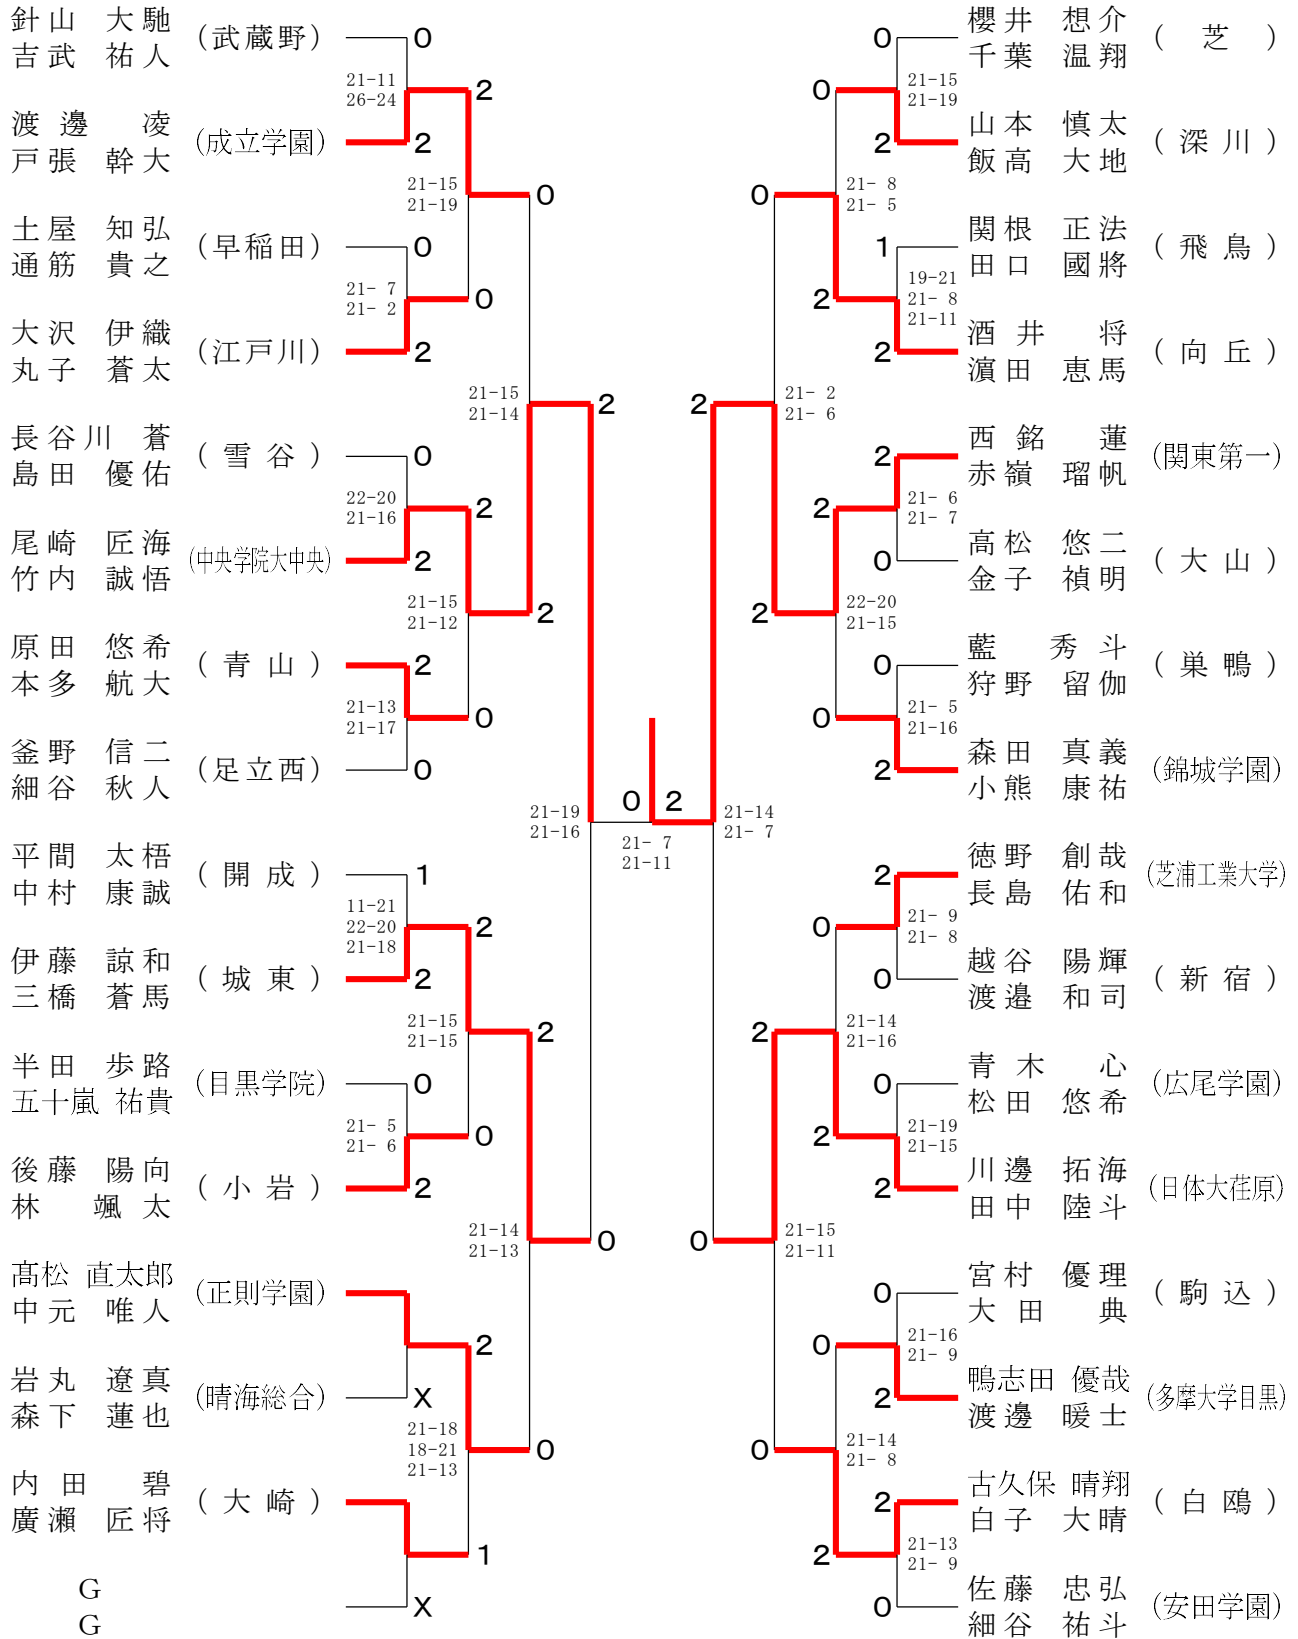 針山 大馳
吉武 祐人
(武蔵野)
0
21-11
26-24
2
渡邊 凌
戸張 幹大
(成立学園)
2
21-15
21-19
0
土屋 知弘
通筋 貴之
(早稲田)
0
21- 7
21- 2
0
大沢 伊織
丸子 蒼太
(江戸川)
2
21-15
21-14
2
長谷川 蒼
島田 優佑
(雪谷)
0
22-20
21-16
2
尾崎 匠海
竹内 誠悟
(中央学院大中央)
2
21-15
21-12
2
原田 悠希
本多 航大
(青山)
2
21-13
21-17
0
釜野 信二
細谷 秋人
(足立西)
0
21-19
21-16
平間 太梧
中村 康誠
(開成)
1
11-21
22-20
21-18
2
伊藤 諒和
三橋 蒼馬
(城東)
2
21-15
21-15
2
半田 歩路
五十嵐 祐貴
(目黒学院)
0
21- 5
21- 6
0
後藤 陽向
林 颯太
(小岩)
2
21-14
21-13
0
髙松 直太郎
中元 唯人
(正則学園)
2
岩丸 遼真
森下 蓮也
(晴海総合)
X
21-18
18-21
21-13
0
内田 碧
廣瀬 匠将
(大崎)
1
G
G
X
0 2
21- 7
21-11
櫻井 想介
千葉 温翔
(芝)
0
21-15
21-19
0
山本 慎太
飯高 大地
(深川)
2
21- 8
21- 5
0
関根 正法
田口 國將
(飛鳥)
1
19-21
21- 8
21-11
2
酒井 将
濵田 恵馬
(向丘)
2
21- 2
21- 6
2
西銘 蓮
赤嶺 瑠帆
(関東第一)
2
21- 6
21- 7
2
高松 悠二
金子 禎明
(大山)
0
22-20
21-15
2
藍 秀斗
狩野 留伽
(巣鴨)
0
21- 5
21-16
0
森田 真義
小熊 康祐
(錦城学園)
2
21-14
21- 7
徳野 創哉
長島 佑和
(芝浦工業大学)
2
21- 9
21- 8
0
越谷 陽輝
渡邉 和司
(新宿)
0
21-14
21-16
2
青木 心
松田 悠希
(広尾学園)
0
21-19
21-15
2
川邊 拓海
田中 陸斗
(日体大荏原)
2
21-15
21-11
0
宮村 優理
大田 典
(駒込)
0
21-16
21- 9
0
鴨志田 優哉
渡邊 暖士
(多摩大学目黒)
2
21-14
21- 8
0
古久保 晴翔
白子 大晴
(白鴎)
2
21-13
21- 9
2
佐藤 忠弘
細谷 祐斗
(安田学園)
0